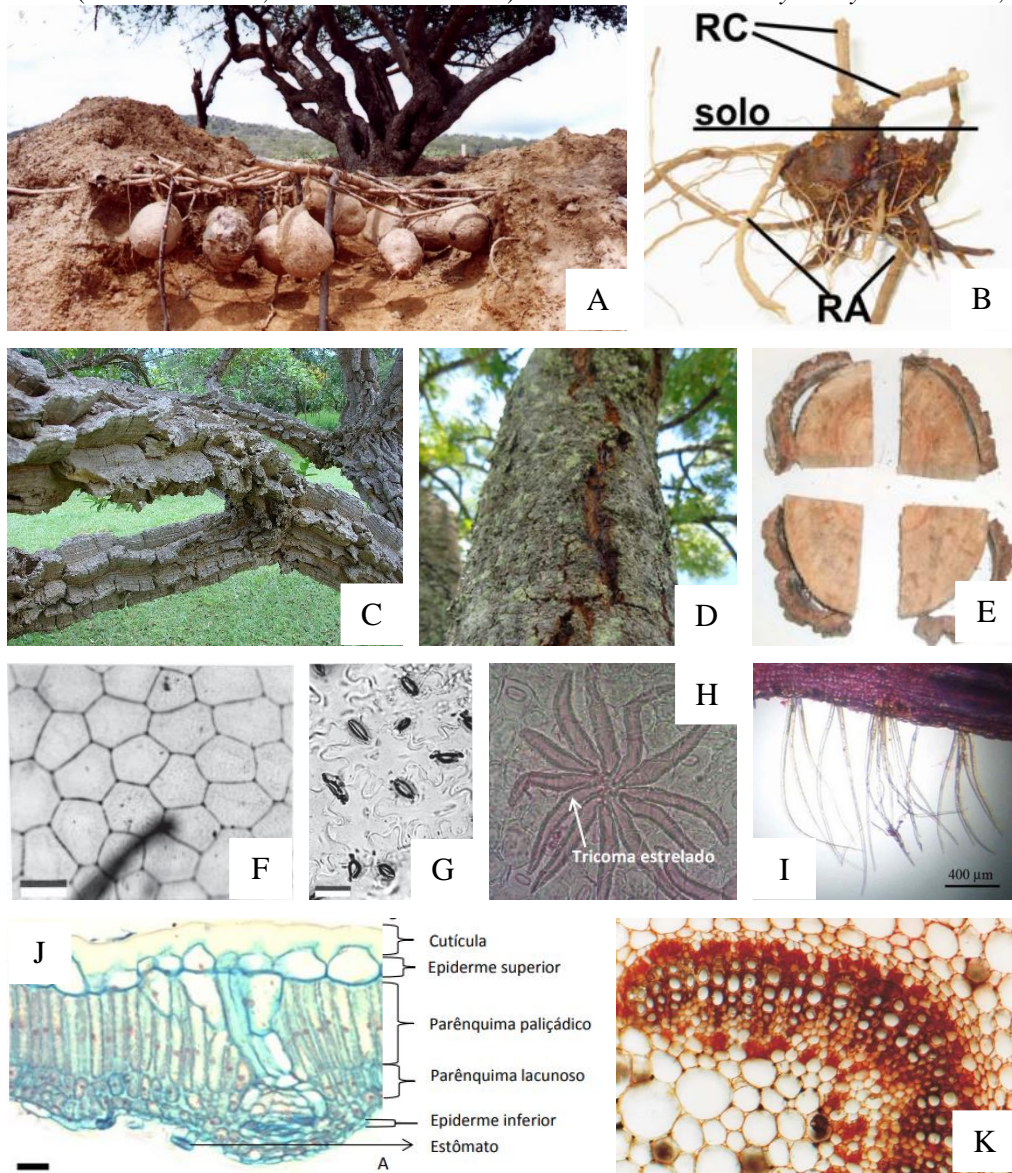 RC
solo
RA
A
B
C
D
E
F
G
H
Tricoma estrelado
I
400 µm
J
Cutícula
Epiderme superior
Parênquima paliçádico
Parênquima lacunoso
Epiderme inferior
Estômato
A
K